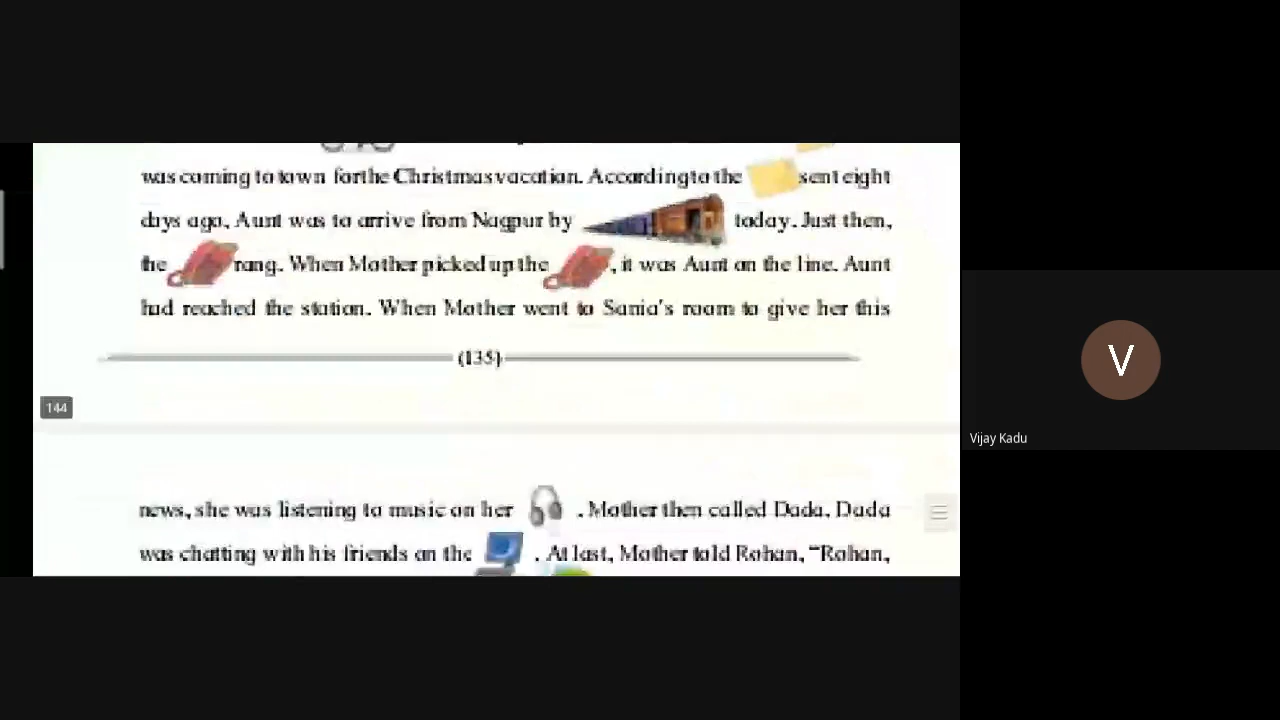 was coming to town for the Christmas vacation. According to the sent eight
days ago, Aunt was to arrive from Nagpur by today. Just then,
the rang. When Mother picked up the , it was Aunt on the line. Aunt
had reached the station. When Mother went to Sania's room to give her this
(135)
144
news, she was listening to music on her . Mother then called Dada. Dada
was chatting with his friends on the . At last, Mother told Rohan, “Rohan,
V
Vijay Kadu